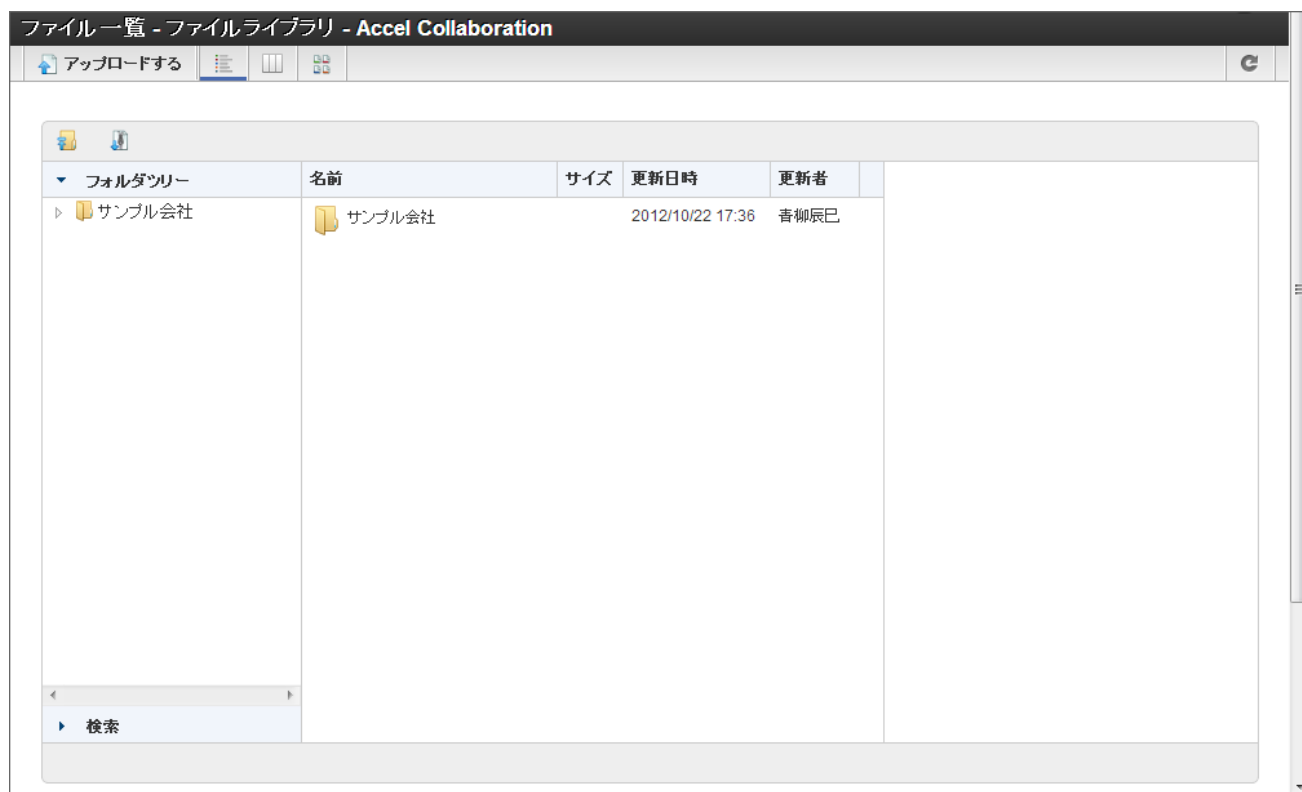 ファイル一覧 - ファイルライブラリ - Accel Collaboration
アップロードする
フォルダツリー
名前 サイズ 更新日時 更新者
サンプル会社
サンプル会社 2012/10/22 17:36 青柳辰巳
検索